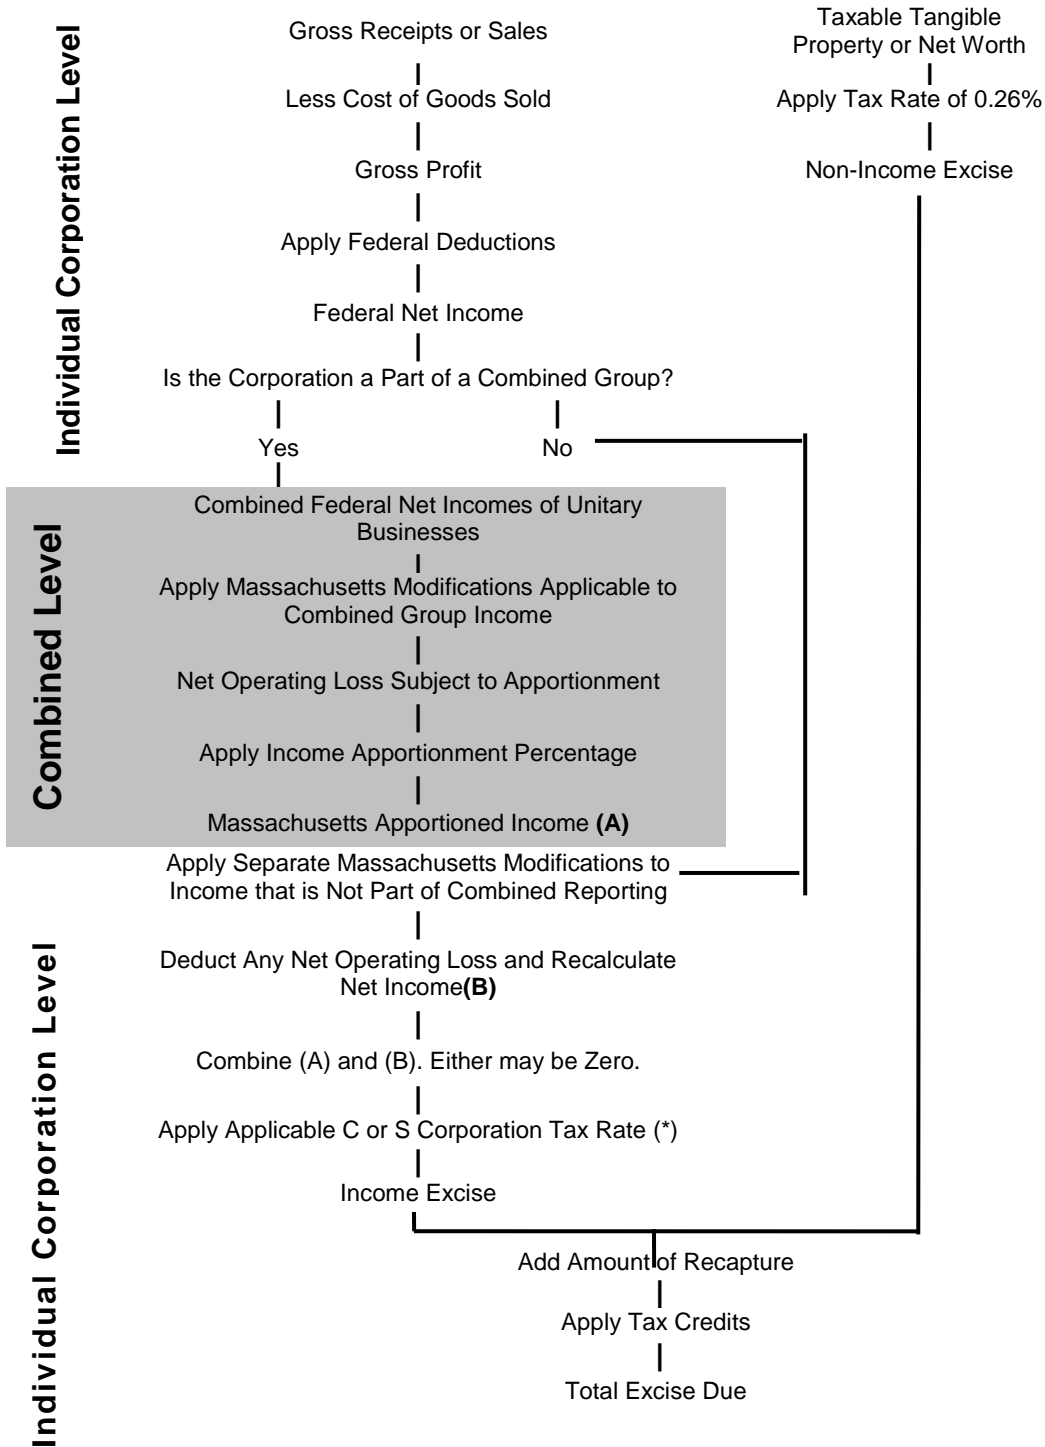 Individual Corporation Level
Gross Receipts or Sales
Less Cost of Goods Sold
Gross Profit
Apply Federal Deductions
Federal Net Income
Is the Corporation a Part of a Combined Group?
Yes
No
Taxable Tangible
Property or Net Worth
Apply Tax Rate of 0.26%
Non-Income Excise
Combined Level
Combined Federal Net Incomes of Unitary
Businesses
Apply Massachusetts Modifications Applicable to
Combined Group Income
Net Operating Loss Subject to Apportionment
Apply Income Apportionment Percentage
Massachusetts Apportioned Income (A)
Individual Corporation Level
Apply Separate Massachusetts Modifications to
Income that is Not Part of Combined Reporting
Deduct Any Net Operating Loss and Recalculate
Net Income(B)
Combine (A) and (B). Either may be Zero.
Apply Applicable C or S Corporation Tax Rate (*)
Income Excise
Add Amount of Recapture
Apply Tax Credits
Total Excise Due